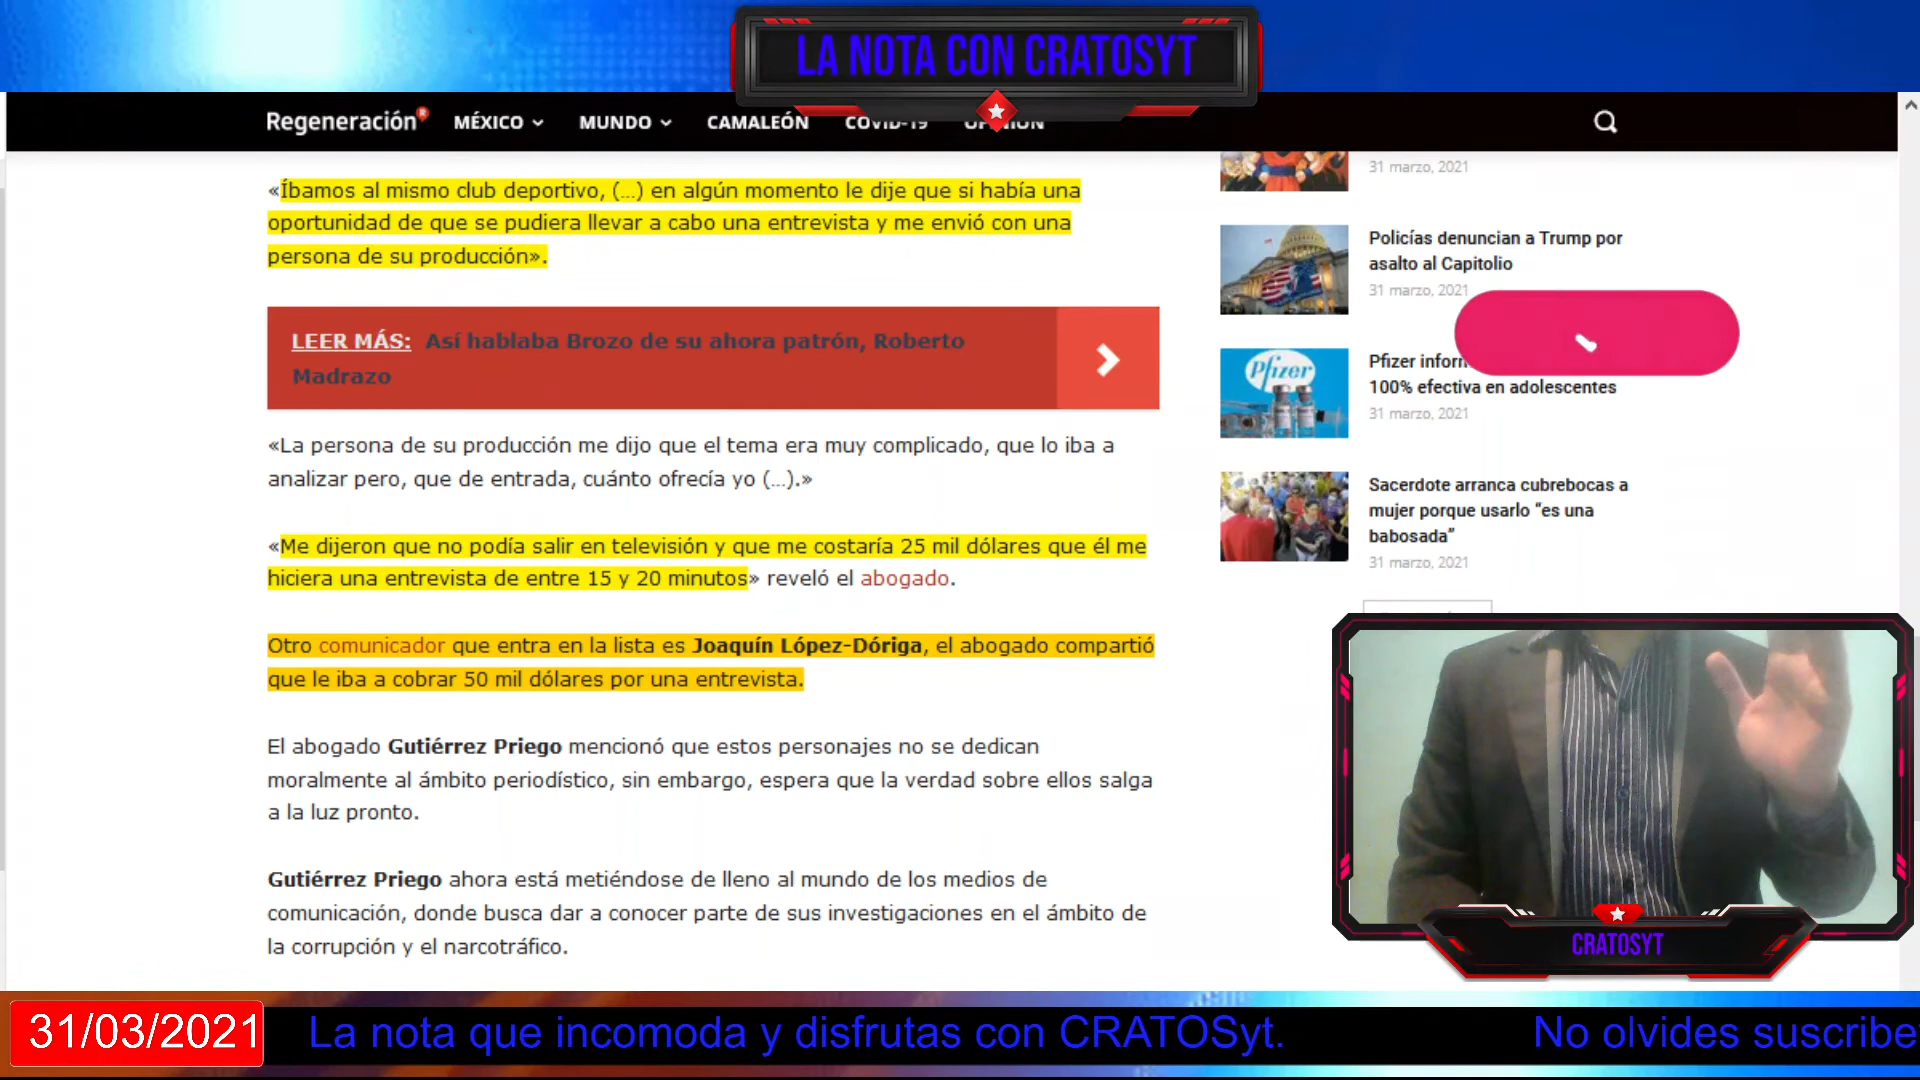 LA NOTA CON CRATOSYT
Regeneración
MÉXICO
MUNDO
CAMALEÓN
COVID-19
OPINIÓN
«Íbamos al mismo club deportivo, (...) en algún momento le dije que si había una
oportunidad de que se pudiera llevar a cabo una entrevista y me envió con una
persona de su producción».
LEER MÁS: Así hablaba Brozo de su ahora patrón, Roberto
Madrazo
«La persona de su producción me dijo que el tema era muy complicado, que lo iba a
analizar pero, que de entrada, cuánto ofrecía yo (...).»
«Me dijeron que no podía salir en televisión y que me costaría 25 mil dólares que él me
hiciera una entrevista de entre 15 y 20 minutos» reveló el abogado.
Otro comunicador que entra en la lista es Joaquín López-Dóriga, el abogado compartió
que le iba a cobrar 50 mil dólares por una entrevista.
El abogado Gutiérrez Priego mencionó que estos personajes no se dedican
moralmente al ámbito periodístico, sin embargo, espera que la verdad sobre ellos salga
a la luz pronto.
Gutiérrez Priego ahora está metiéndose de lleno al mundo de los medios de
comunicación, donde busca dar a conocer parte de sus investigaciones en el ámbito de
la corrupción y el narcotráfico.
31 marzo, 2021
Policías denuncian a Trump por
asalto al Capitolio
31 marzo, 2021
Pfizer
Pfizer
100% efectiva en adolescentes
31 marzo, 2021
Sacerdote arranca cubrebocas a
mujer porque usarlo “es una
babosada”
31 marzo, 2021
CRATOSYT
31/03/2021
La nota que incomoda y disfrutas con CRATOSyt.
No olvides suscribe